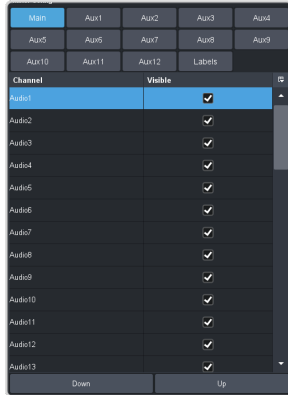 Main Aux1 Aux2 Aux3 Aux4
Aux5 Aux6 Aux7 Aux8 Aux9
Aux10 Aux11 Aux12 Labels
Channel Visible
Audio1
Audio2
Audio3
Audio4
Audio5
Audio6
Audio7
Audio8
Audio9
Audio10
Audio11
Audio12
Audio13
Down Up